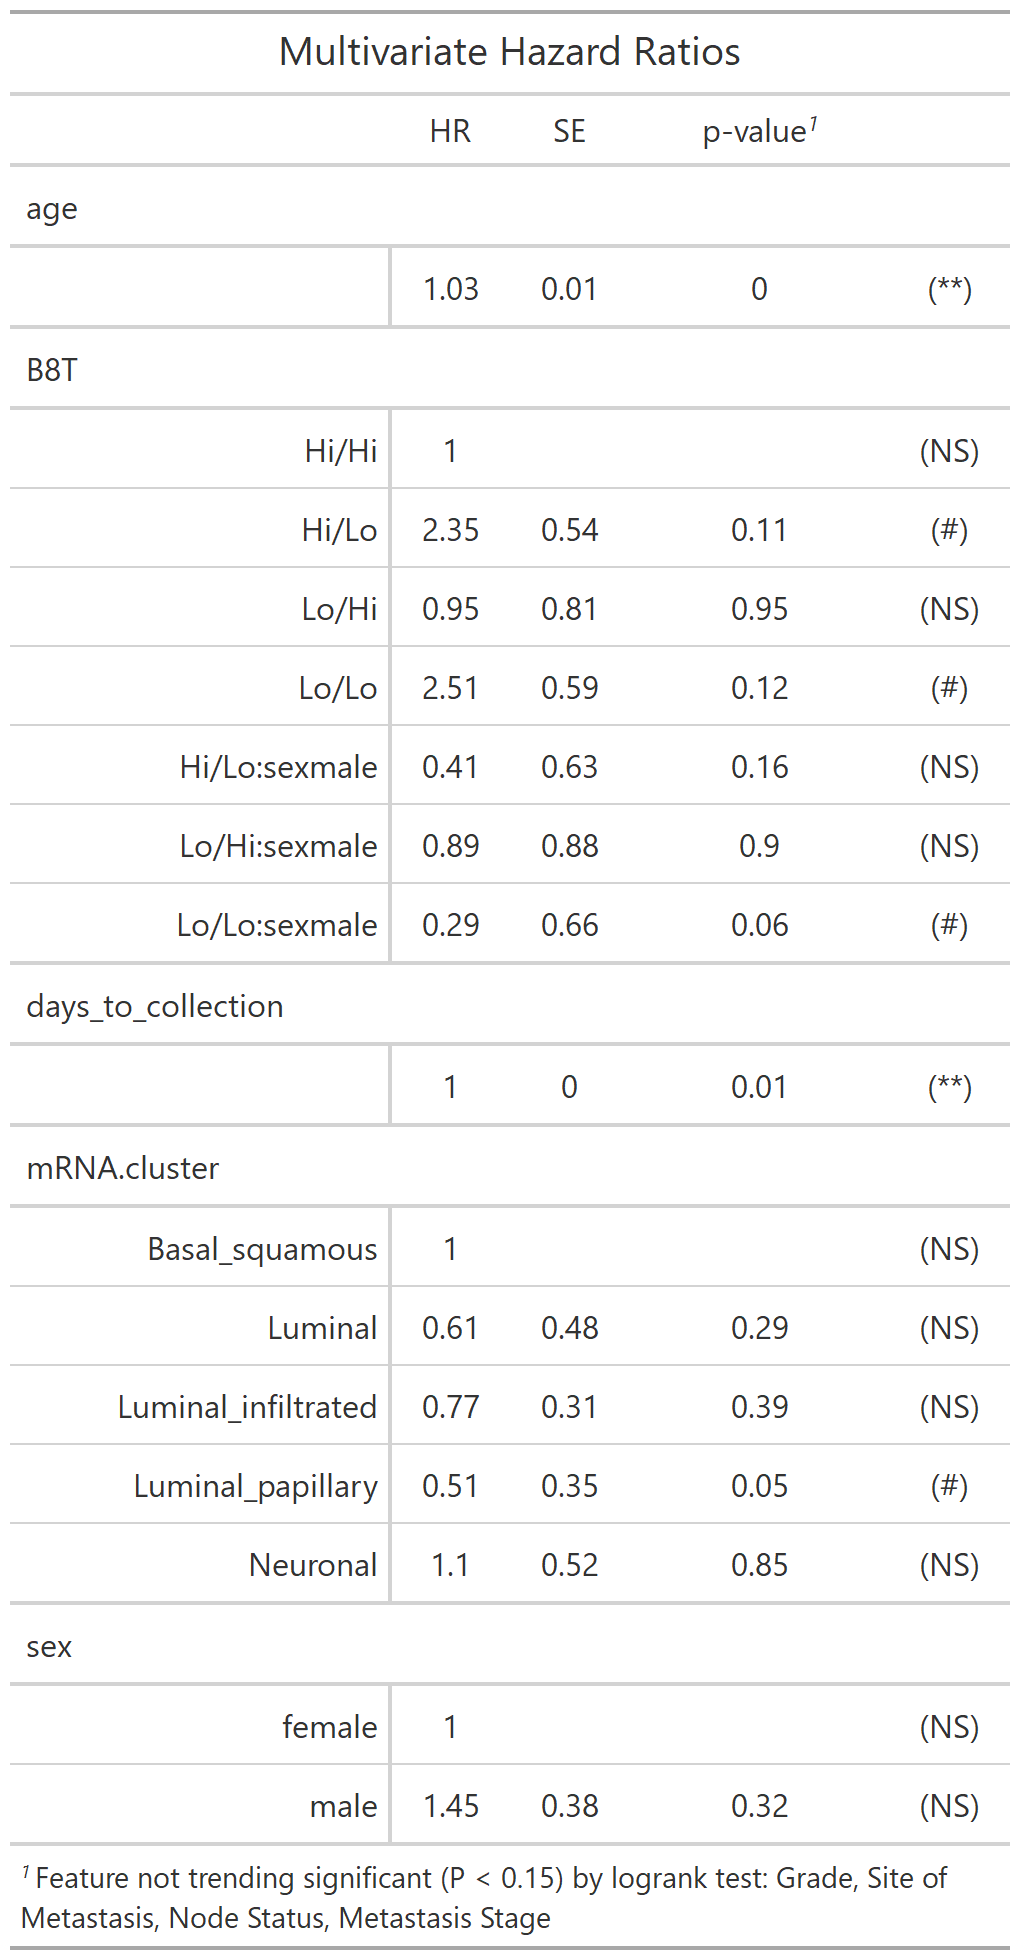 Multivariate Hazard Ratios
HR SE p-value¹
age
1.03 0.01 0 (**)
B8T
Hi/Hi 1 (NS)
Hi/Lo 2.35 0.54 0.11 (#)
Lo/Hi 0.95 0.81 0.95 (NS)
Lo/Lo 2.51 0.59 0.12 (#)
Hi/Lo:sexmale 0.41 0.63 0.16 (NS)
Lo/Hi:sexmale 0.89 0.88 0.9 (NS)
Lo/Lo:sexmale 0.29 0.66 0.06 (#)
days_to_collection
1 0 0.01 (**)
mRNA.cluster
Basal_squamous 1 (NS)
Luminal 0.61 0.48 0.29 (NS)
Luminal_infiltrated 0.77 0.31 0.39 (NS)
Luminal_papillary 0.51 0.35 0.05 (#)
Neuronal 1.1 0.52 0.85 (NS)
sex
female 1 (NS)
male 1.45 0.38 0.32 (NS)
¹ Feature not trending significant (P < 0.15) by logrank test: Grade, Site of
Metastasis, Node Status, Metastasis Stage